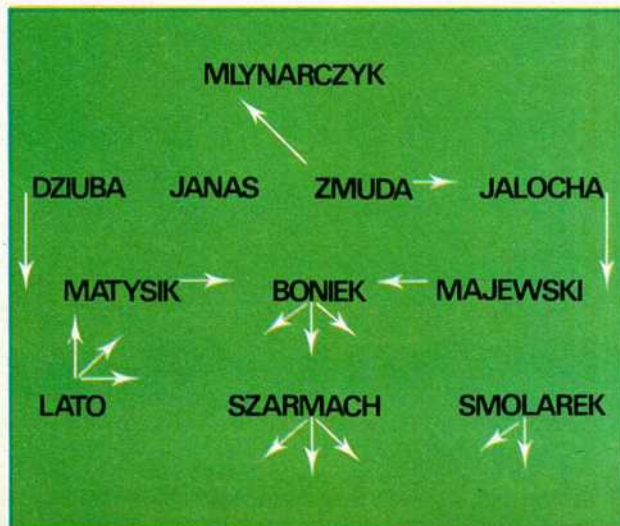 MLYNARCZYK
DZIUBA JANAS ZMUDA JALOCHA
MATYSIK BONIEK MAJEWSKI
LATO SZARMACH SMOLAREK